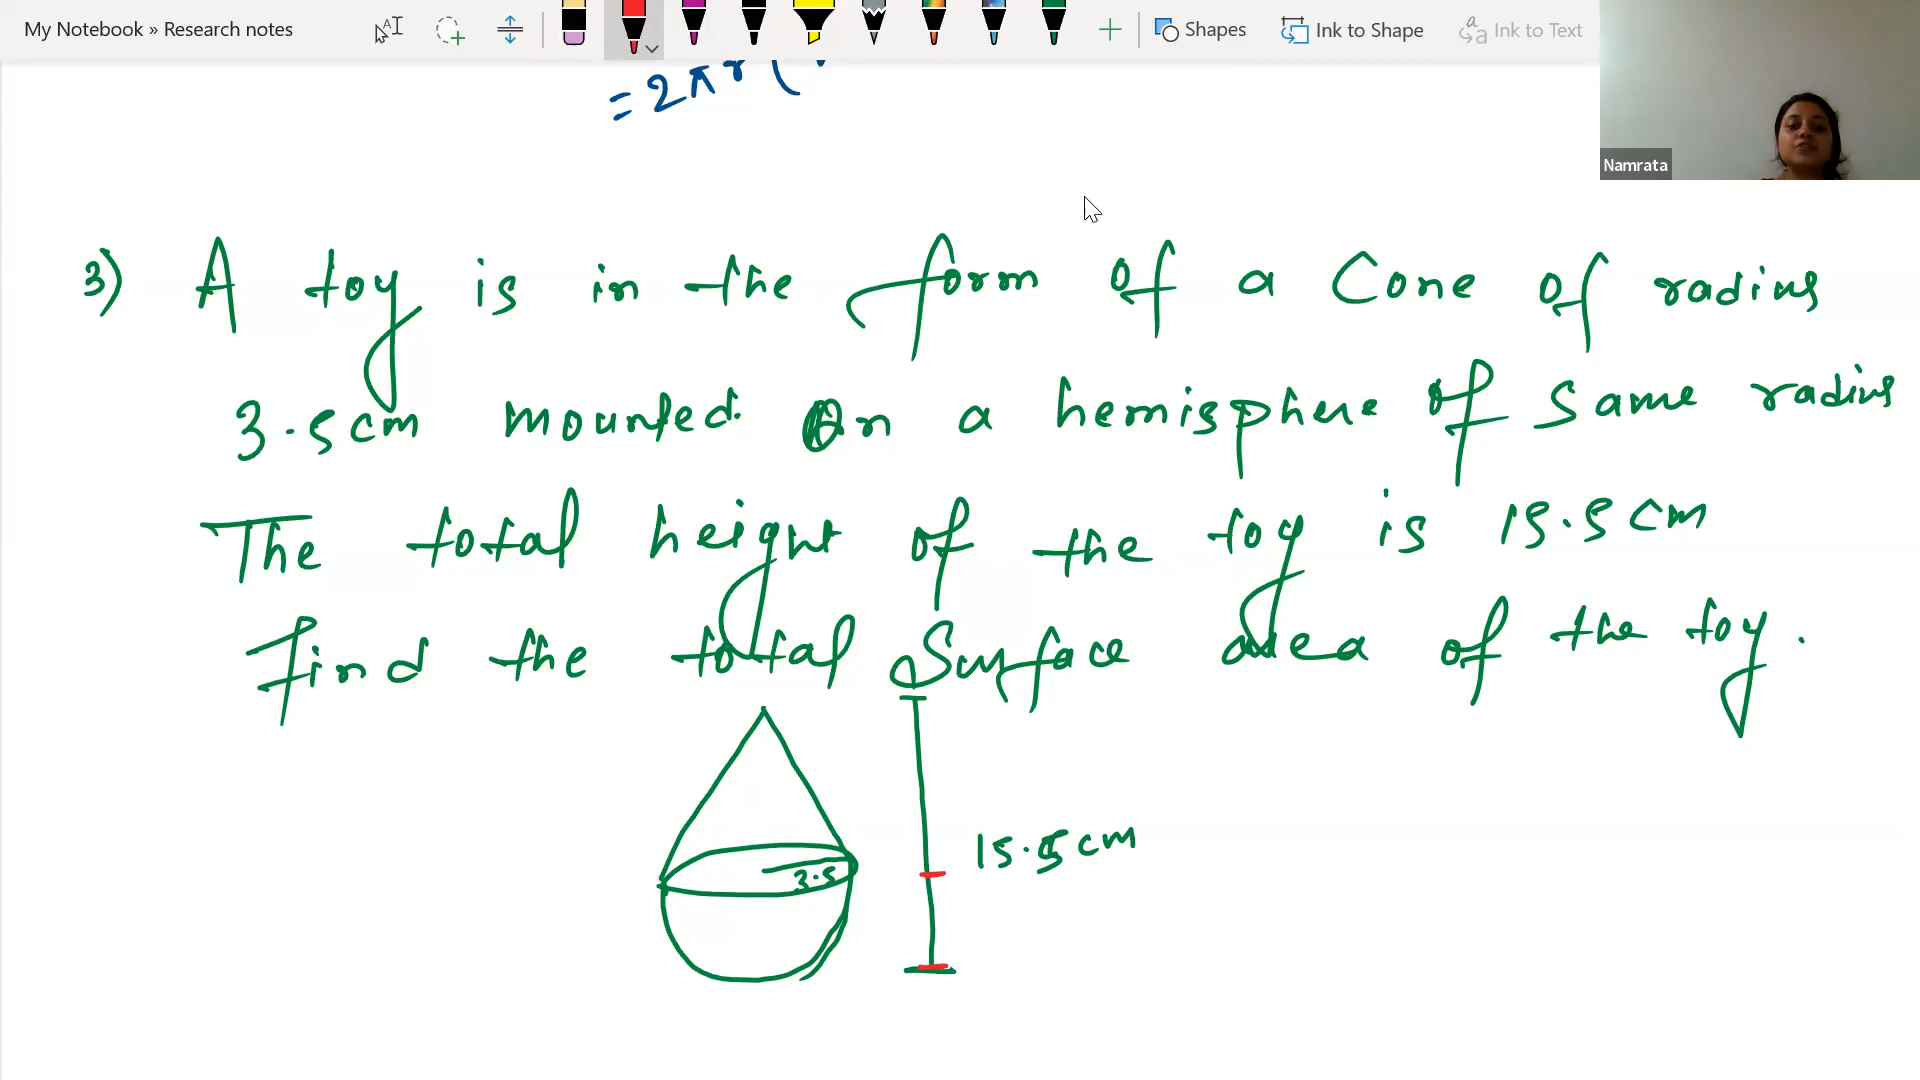 My Notebook » Research notes
Shapes
Ink to Shape
Ink to Text
Namrata
= 2πr(
3) A toy is in the form of a Cone of radius
3.5cm mounted On a hemisphere of same radius
The total height of the toy is 15.5cm
Find the total Surface area of the toy.
3.5
15.5cm